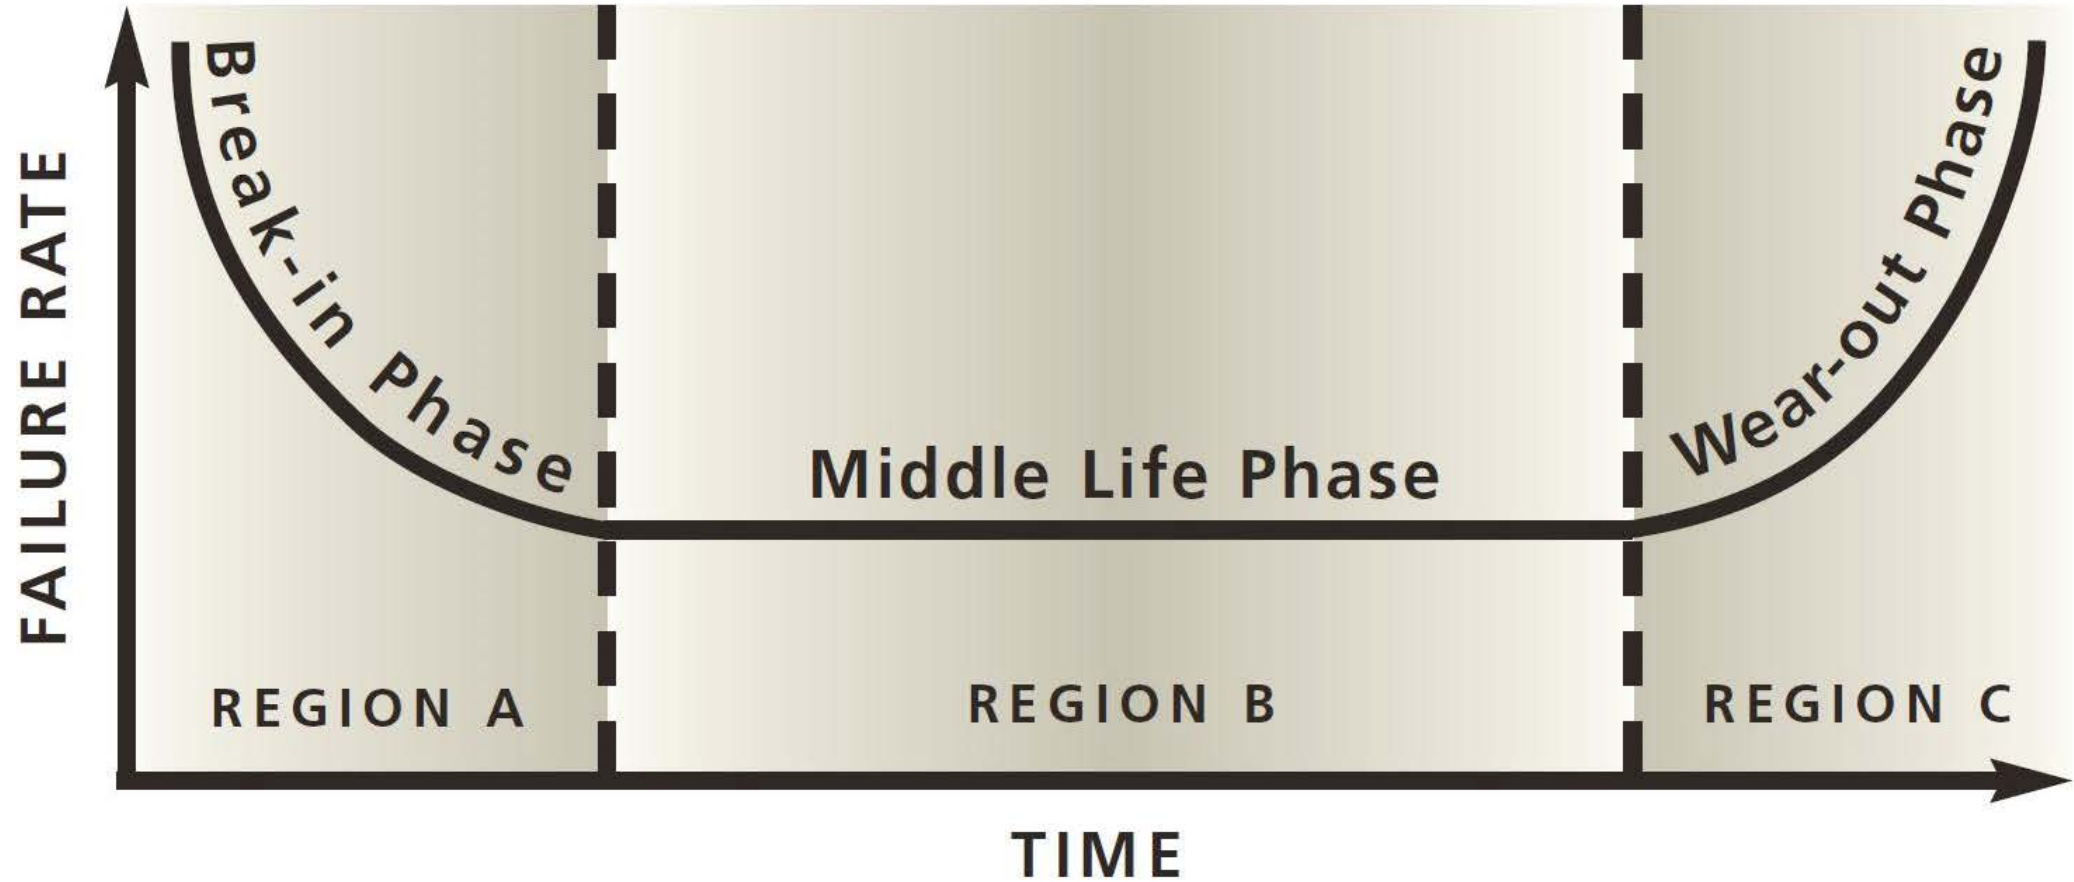 FAILURE RATE
Break-in Phase
Middle Life Phase
Wear-out Phase
REGION A
REGION B
REGION C
TIME